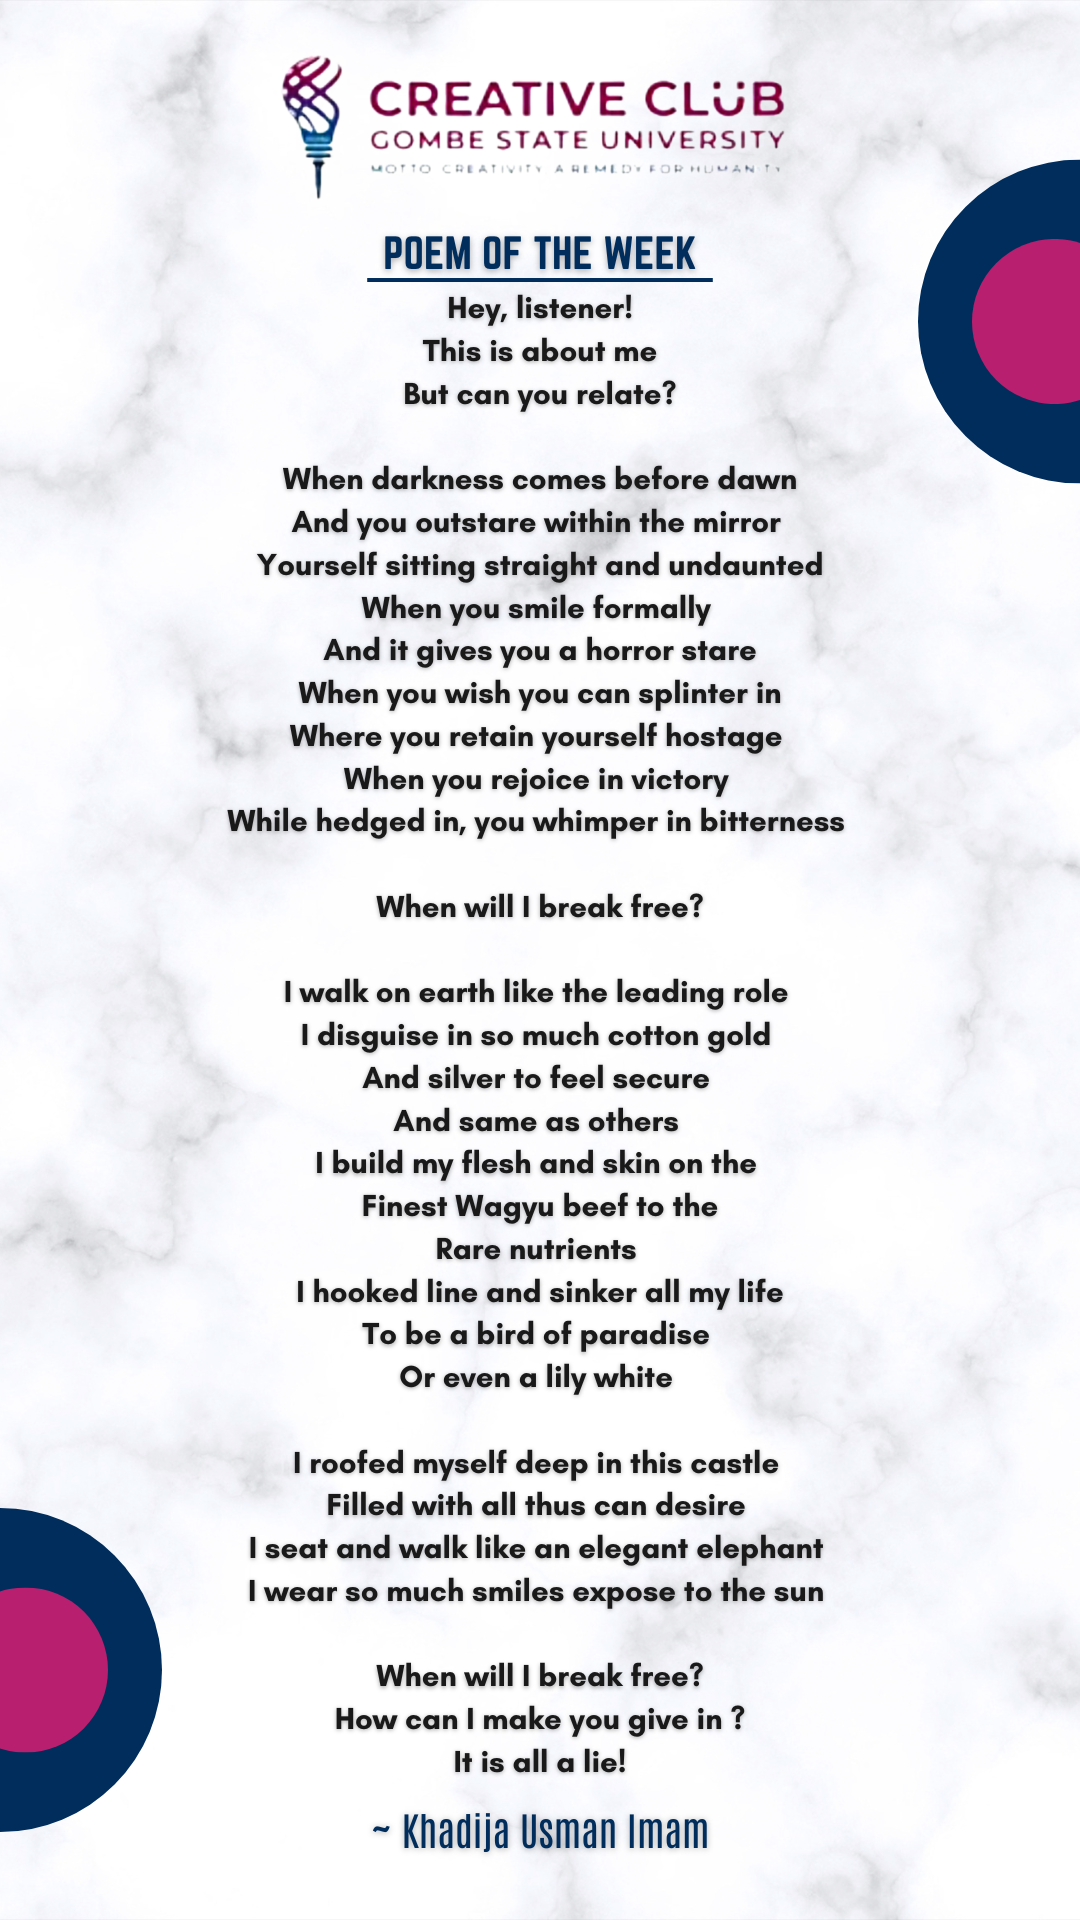 CREATIVE CLÜB
GOMBE STATE UNIVERSITY
MOTTO CREATIVITY A REMEDY FOR HUMANITY
POEM OF THE WEEK
Hey, listener!
This is about me
But can you relate?
When darkness comes before dawn
And you outstare within the mirror
Yourself sitting straight and undaunted
When you smile formally
And it gives you a horror stare
When you wish you can splinter in
Where you retain yourself hostage
When you rejoice in victory
While hedged in, you whimper in bitterness
When will I break free?
I walk on earth like the leading role
I disguise in so much cotton gold
And silver to feel secure
And same as others
I build my flesh and skin on the
Finest Wagyu beef to the
Rare nutrients
I hooked line and sinker all my life
To be a bird of paradise
Or even a lily white
I roofed myself deep in this castle
Filled with all thus can desire
I seat and walk like an elegant elephant
I wear so much smiles expose to the sun
When will I break free?
How can I make you give in ?
It is all a lie!
~ Khadija Usman Imam